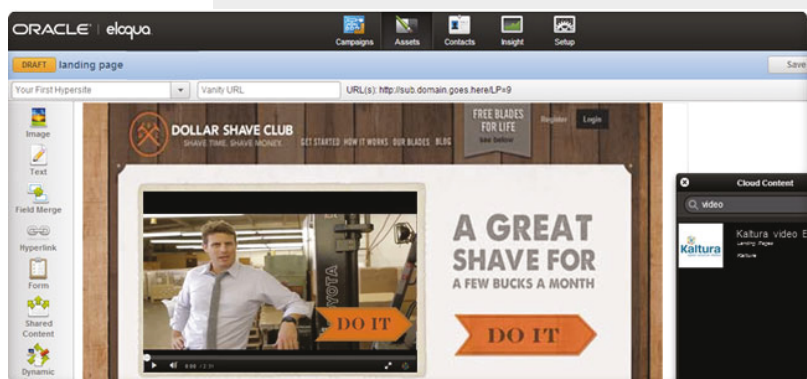 ORACLE | eloqua
Campaigns Assets Contacts Insight Setup
DRAFT landing page Save
Your First Hypersite Vanity URL URL(s): http://sub.domain.goes.here/LP=9
Image
Text
Field Merge
Hyperlink
Form
Shared
Content
Dynamic
DOLLAR SHAVE CLUB
SHAVE TIME. SHAVE MONEY.
GET STARTED HOW IT WORKS OUR BLADES BLOG
FREE BLADES
FOR LIFE
see below
Register Login
TOYOTA
DO IT
A GREAT
SHAVE FOR
A FEW BUCKS A MONTH
DO IT
Cloud Content
video
Kaltura
Kaltura video E
Landing Pages
Kaltura